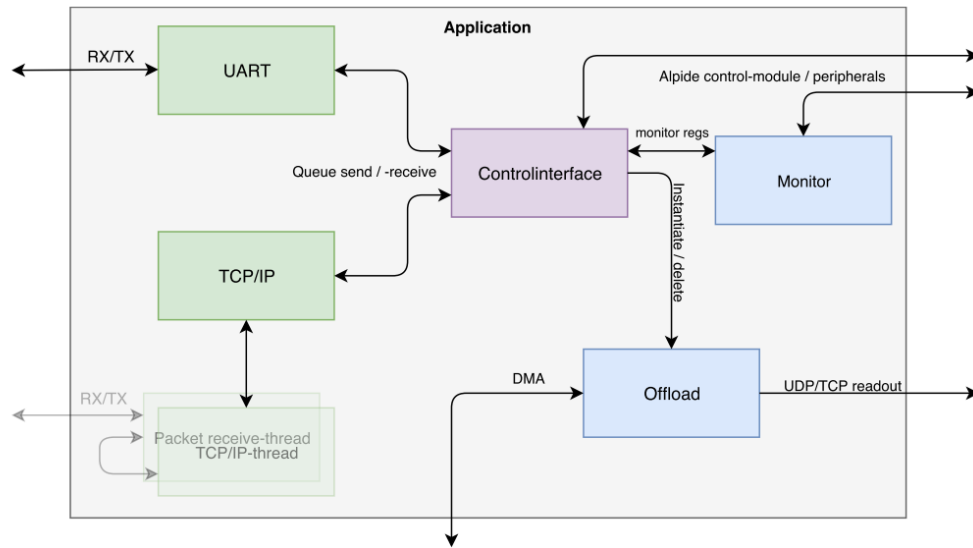 Application
RX/TX
UART
Alpide control-module / peripherals
monitor regs
Queue send / -receive
Controlinterface
Monitor
Instantiate / delete
TCP/IP
DMA
Offload
UDP/TCP readout
RX/TX
Packet receive-thread
TCP/IP-thread